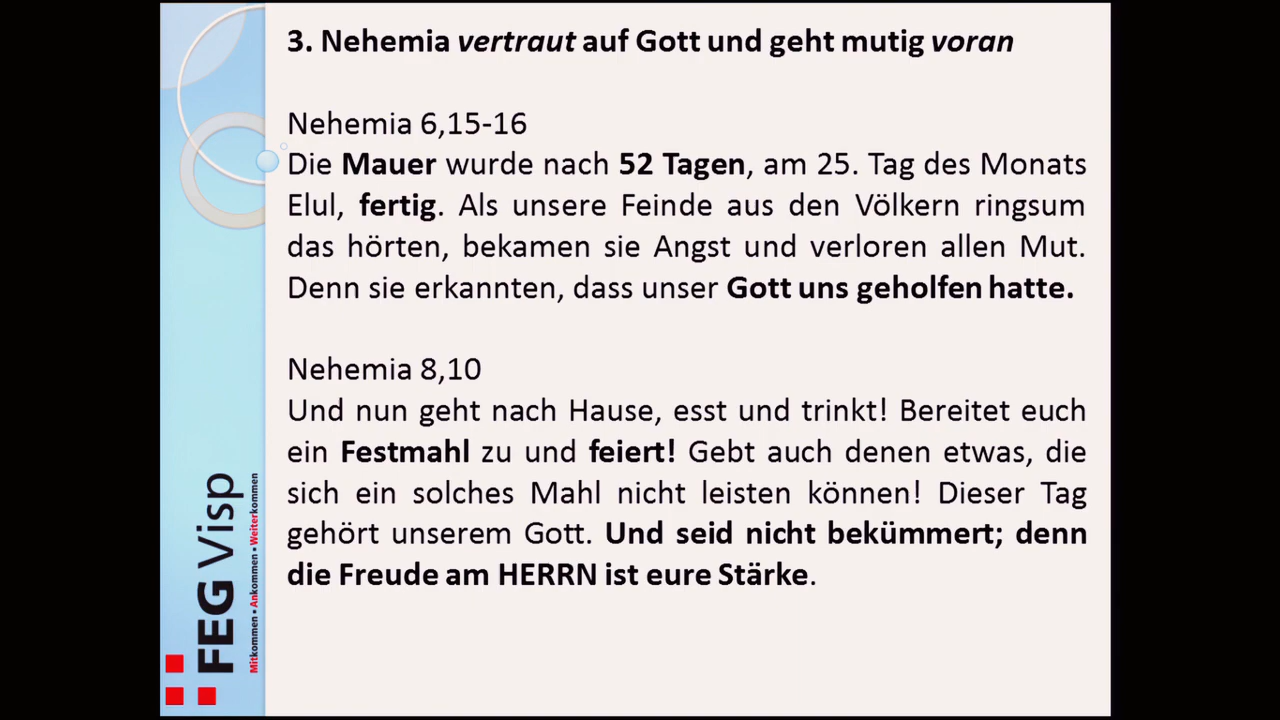 3. Nehemia vertraut auf Gott und geht mutig voran
Nehemia 6,15-16
Die Mauer wurde nach 52 Tagen, am 25. Tag des Monats
Elul, fertig. Als unsere Feinde aus den Völkern ringsum
das hörten, bekamen sie Angst und verloren allen Mut.
Denn sie erkannten, dass unser Gott uns geholfen hatte.
Nehemia 8,10
Und nun geht nach Hause, esst und trinkt! Bereitet euch
ein Festmahl zu und feiert! Gebt auch denen etwas, die
sich ein solches Mahl nicht leisten können! Dieser Tag
gehört unserem Gott. Und seid nicht bekümmert; denn
die Freude am HERRN ist eure Stärke.
FEG Visp
Mitkommen • Ankommen • Weiterkommen